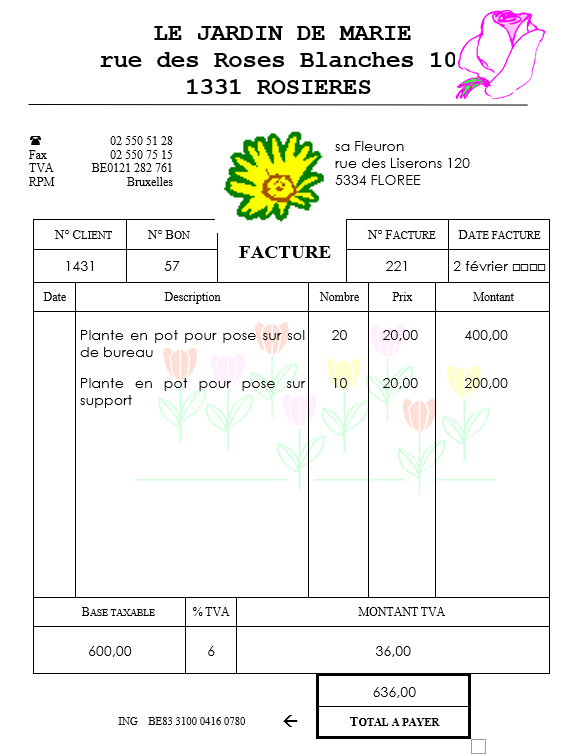 LE JARDIN DE MARIE
rue des Roses Blanches 10
1331 ROSIERES
☎ 02 550 51 28
Fax 02 550 75 15
TVA BE0121 282 761
RPM Bruxelles
sa Fleuron
rue des Liserons 120
5334 FLOREE
N° CLIENT N° BON FACTURE N° FACTURE DATE FACTURE
1431 57 221 2 février □□□□
Date Description Nombre Prix Montant
Plante en pot pour pose sur sol 20 20,00 400,00
de bureau
Plante en pot pour pose sur 10 20,00 200,00
support
BASE TAXABLE % TVA MONTANT TVA
600,00 6 36,00
636,00
ING BE83 3100 0416 0780 ← TOTAL A PAYER